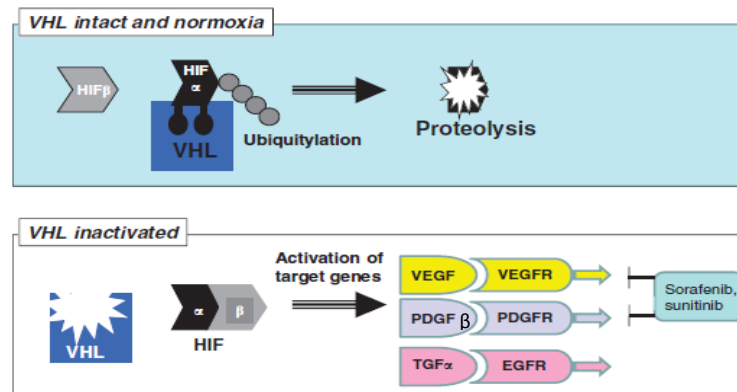 VHL intact and normoxia
HIFβ
HIF
α
VHL
Ubiquitylation
Proteolysis
VHL inactivated
VHL
α
β
HIF
Activation of
target genes
VEGF
VEGFR
PDGF β
PDGFR
TGFα
EGFR
Sorafenib,
sunitinib